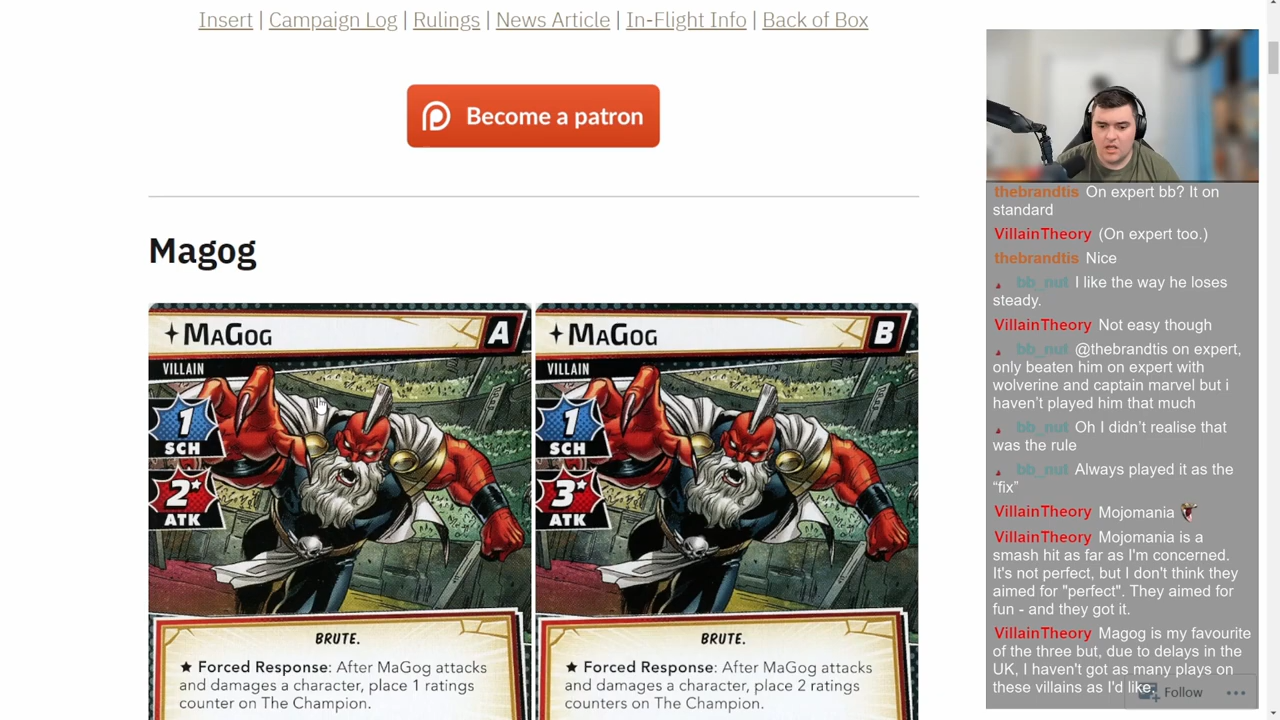 Insert | Campaign Log | Rulings | News Article | In-Flight Info | Back of Box
Become a patron
Magog
MaGog A
VILLAIN
1
SCH
2*
ATK
BRUTE.
★ Forced Response: After MaGog attacks
and damages a character, place 1 ratings
counter on The Champion.
MaGog B
VILLAIN
1
SCH
3*
ATK
BRUTE.
★ Forced Response: After MaGog attacks
and damages a character, place 2 ratings
counters on The Champion.
thebrandtis On expert bb? It on
standard
VillainTheory (On expert too.)
thebrandtis Nice
bb_nut I like the way he loses
steady.
VillainTheory Not easy though
bb_nut @thebrandtis on expert,
only beaten him on expert with
wolverine and captain marvel but i
haven't played him that much
bb_nut Oh I didn't realise that
was the rule
bb_nut Always played it as the
“fix”
VillainTheory Mojomania
VillainTheory Mojomania is a
smash hit as far as I'm concerned.
It's not perfect, but I don't think they
aimed for "perfect". They aimed for
fun - and they got it.
VillainTheory Magog is my favourite
of the three but, due to delays in the
UK, I haven't got as many plays on
these villains as I'd like.
Follow